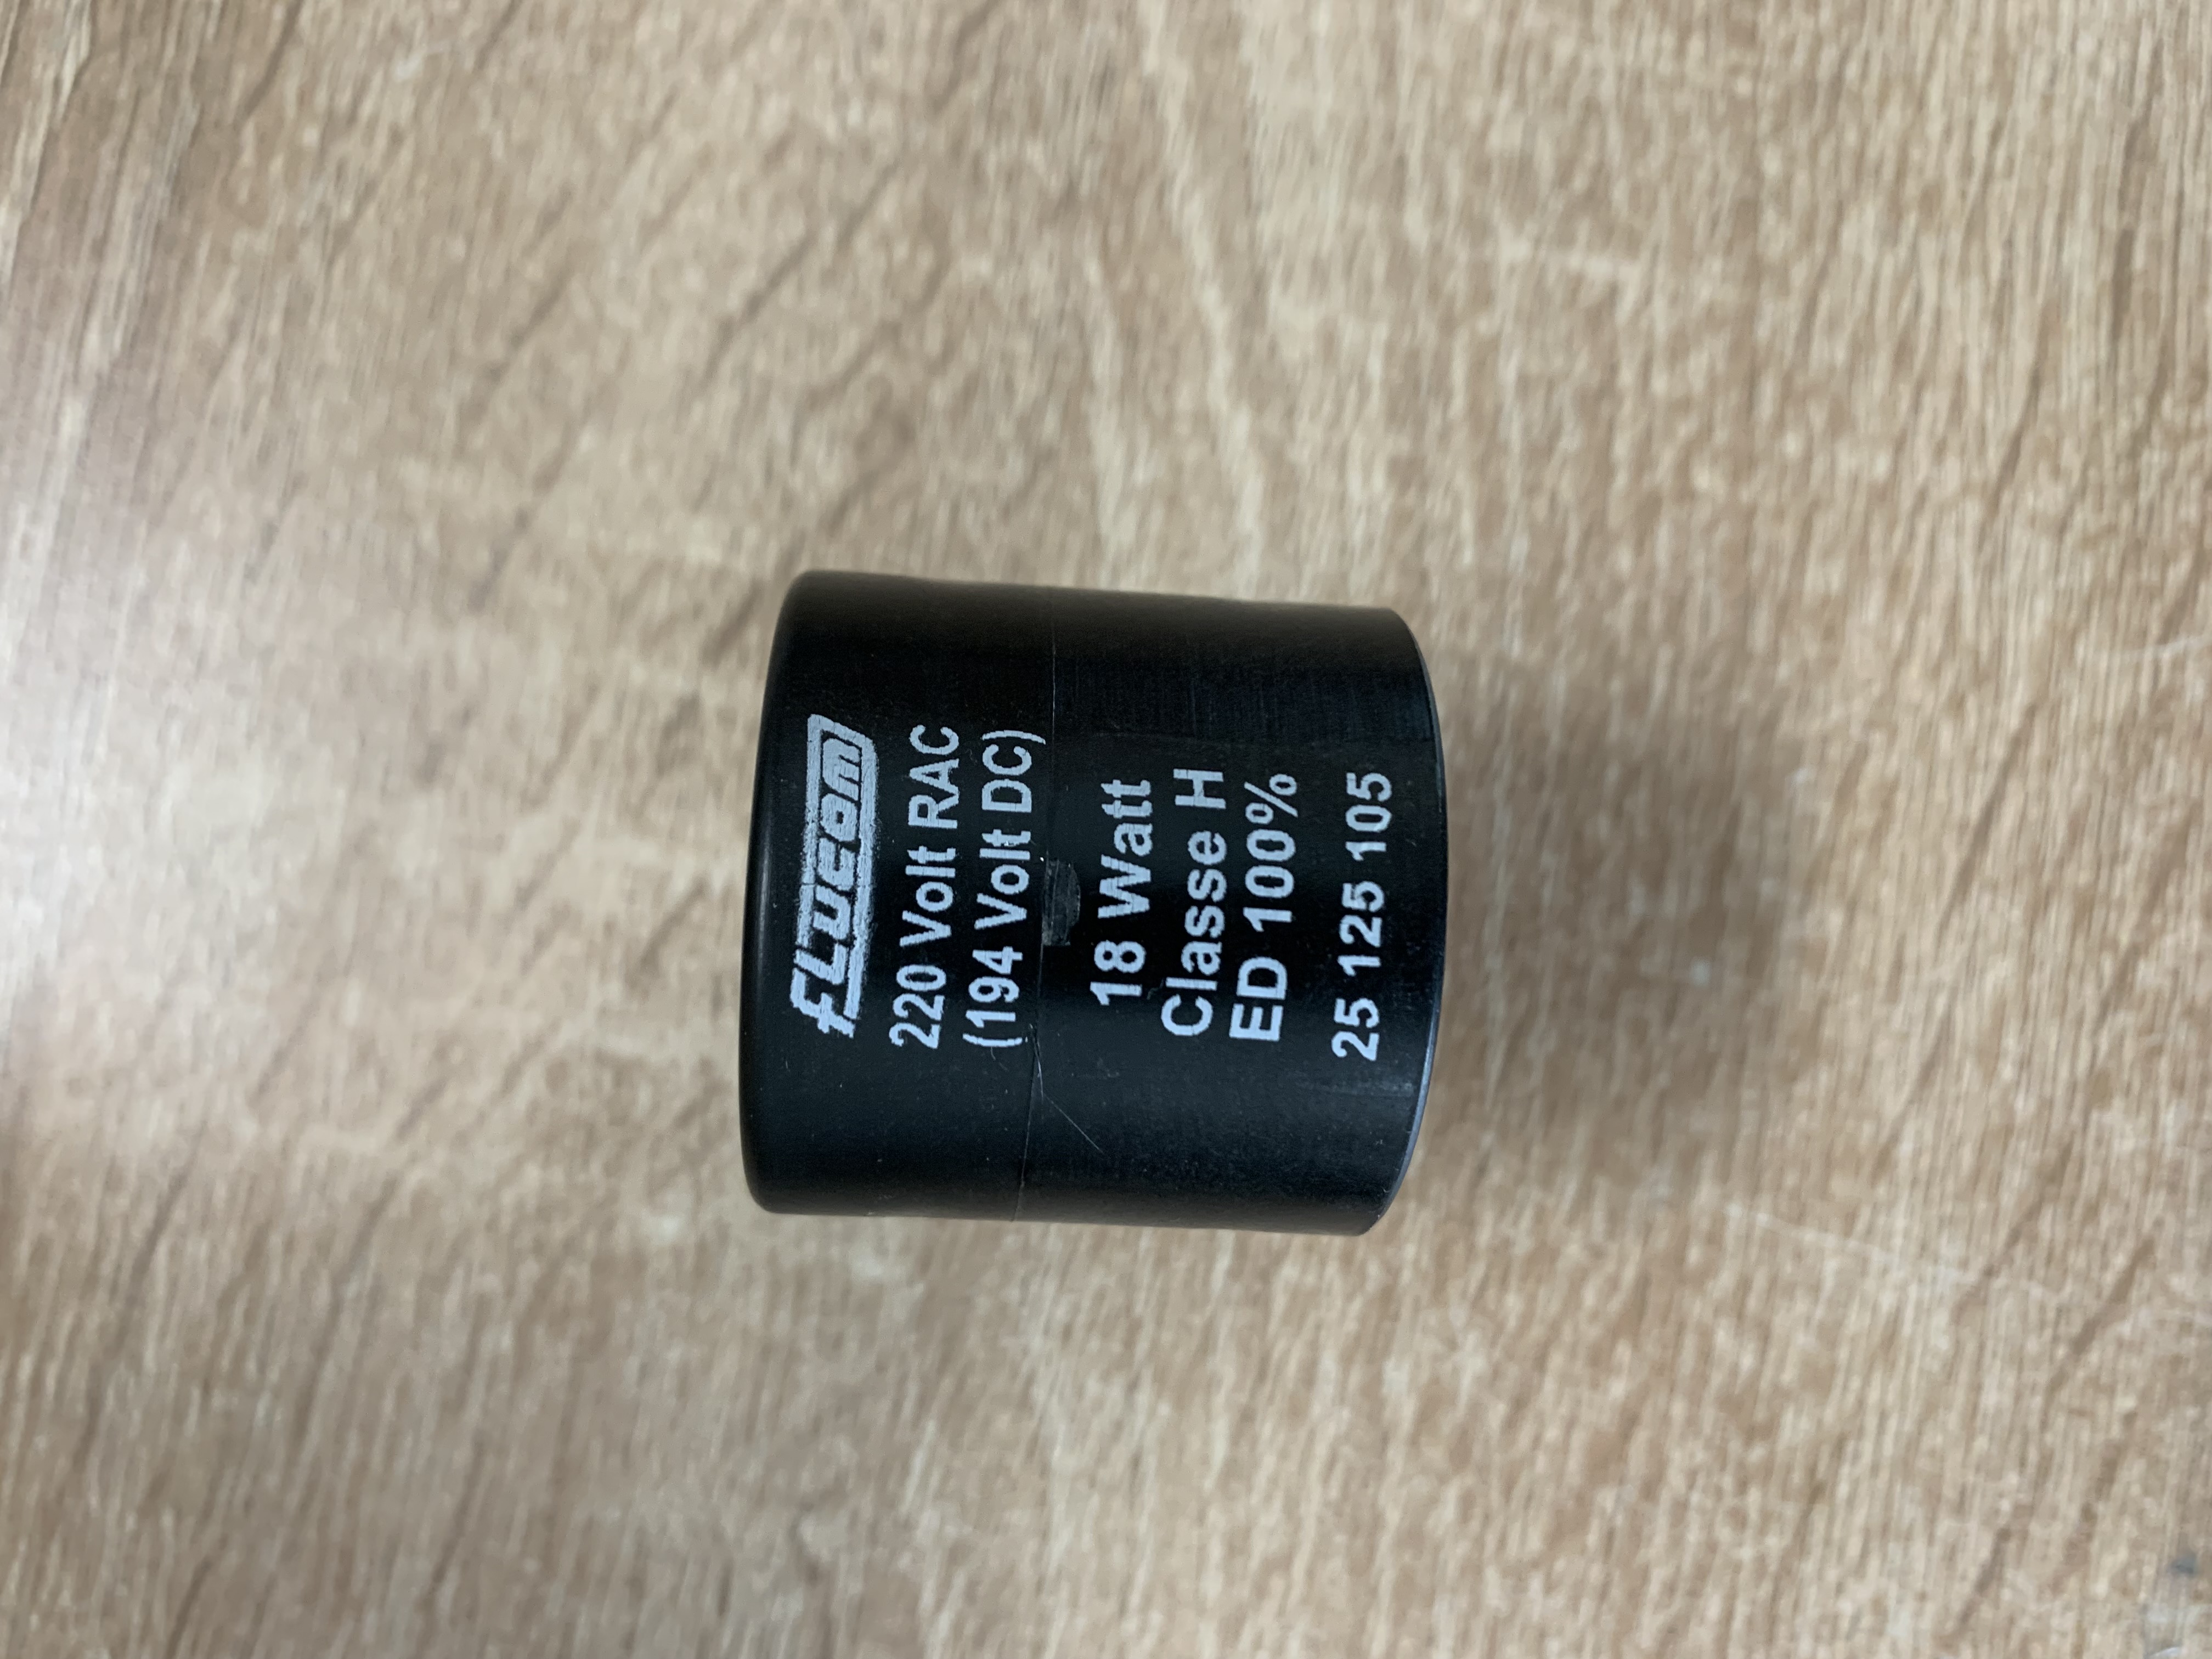 FLUCOM
220 Volt RAC
(194 Volt DC)
18 Watt
Classe H
ED 100%
25 125 105